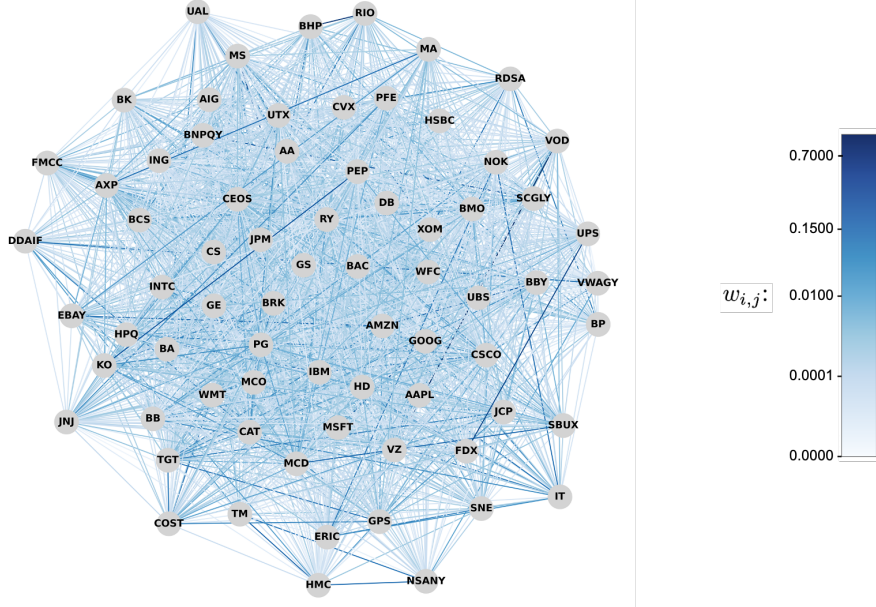 UAL
RIO
BHP
MA
MS
RDSA
BK
AIG
CVX
PFE
UTX
HSBC
BNPQY
VOD
AA
ING
NOK
FMCC
PEP
AXP
CEOS
DB
SCGLY
BMO
BCS
RY
XOM
UPS
DDAIF
JPM
CS
GS
BAC
WFC
BBY
VWAGY
INTC
UBS
GE
BRK
EBAY
AMZN
BP
HPQ
GOOG
BA
PG
CSCO
KO
IBM
MCO
HD
WMT
AAPL
JCP
JNJ
BB
SBUX
CAT
MSFT
VZ
FDX
TGT
MCD
IT
SNE
TM
GPS
COST
ERIC
NSANY
HMC
0.7000
0.1500
w_{i,j}: 0.0100
0.0001
0.0000